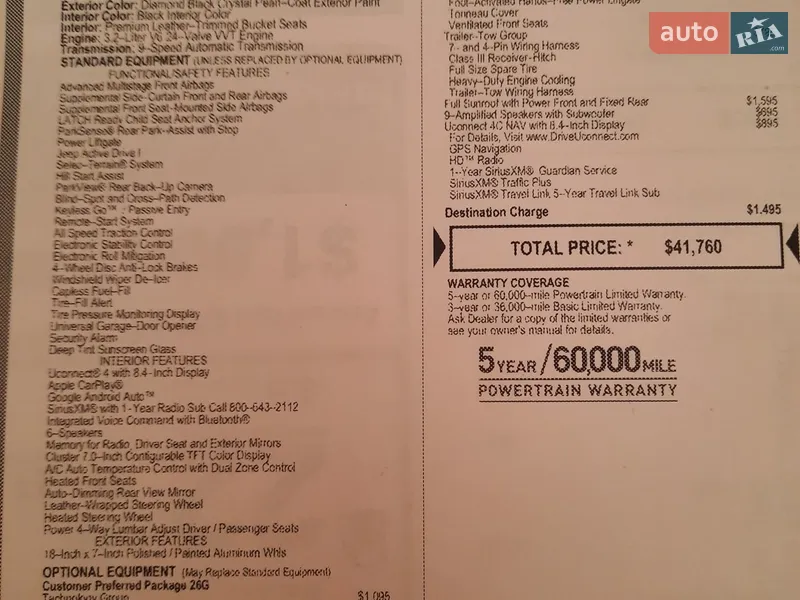 Exterior Color: Diamond Black Crystal Pearl-Coat Exterior Paint
Interior Color: Black Interior Color
Interior: Premium Leather-Trimmed Bucket Seats
Engine: 3.2-Liter V6 24-Valve VVT Engine
Transmission: 9-Speed Automatic Transmission
STANDARD EQUIPMENT (UNLESS REPLACED BY OPTIONAL EQUIPMENT)
FUNCTIONAL/SAFETY FEATURES
Advanced Multistage Front Airbags
Supplemental Side-Curtain Front and Rear Airbags
Supplemental Front Seat-Mounted Side Airbags
LATCH Ready Child Seat Anchor System
ParkSense® Rear Park-Assist with Stop
Power Liftgate
Jeep Active Drive I
Selec-Terrain® System
Hill Start Assist
ParkView® Rear Back-Up Camera
Blind-Spot and Cross-Path Detection
Keyless Go™ : Passive Entry
Remote-Start System
All Speed Traction Control
Electronic Stability Control
Electronic Roll Mitigation
4-Wheel Disc Anti-Lock Brakes
Windshield Wiper De-Icer
Capless Fuel-Fill
Tire-Fill Alert
Tire Pressure Monitoring Display
Universal Garage-Door Opener
Security Alarm
Deep Tint Sunscreen Glass
INTERIOR FEATURES
Uconnect® 4 with 8.4-Inch Display
Apple CarPlay®
Google Android Auto™
SiriusXM® with 1-Year Radio Sub Call 800-643-2112
Integrated Voice Command with Bluetooth®
6-Speakers
Memory for Radio, Driver Seat and Exterior Mirrors
Cluster 7.0-Inch Configurable TFT Color Display
A/C Auto Temperature Control with Dual Zone Control
Heated Front Seats
Auto-Dimming Rear View Mirror
Leather-Wrapped Steering Wheel
Heated Steering Wheel
Power 4-Way Lumbar Adjust Driver / Passenger Seats
EXTERIOR FEATURES
18-Inch x 7-Inch Polished / Painted Aluminum Whls
OPTIONAL EQUIPMENT (May Replace Standard Equipment)
Customer Preferred Package 26G
Technology Group $1,095
Foot-Activated Hands-Free Power Liftgate
Tonneau Cover
Ventilated Front Seats
Trailer-Tow Group
7- and 4-Pin Wiring Harness
Class III Receiver-Hitch
Full Size Spare Tire
Heavy-Duty Engine Cooling
Trailer-Tow Wiring Harness
Full Sunroof with Power Front and Fixed Rear $1,595
9-Amplified Speakers with Subwoofer $695
Uconnect 4C NAV with 8.4-Inch Display $895
For Details, Visit www.DriveUconnect.com
GPS Navigation
HD™ Radio
1-Year SiriusXM® Guardian Service
SiriusXM® Traffic Plus
SiriusXM® Travel Link 5-Year Travel Link Sub
Destination Charge $1,495
TOTAL PRICE: * $41,760
WARRANTY COVERAGE
5-year or 60,000-mile Powertrain Limited Warranty.
3-year or 36,000-mile Basic Limited Warranty.
Ask Dealer for a copy of the limited warranties or
see your owner's manual for details.
5 YEAR / 60,000 MILE
POWERTRAIN WARRANTY
auto RIA .com